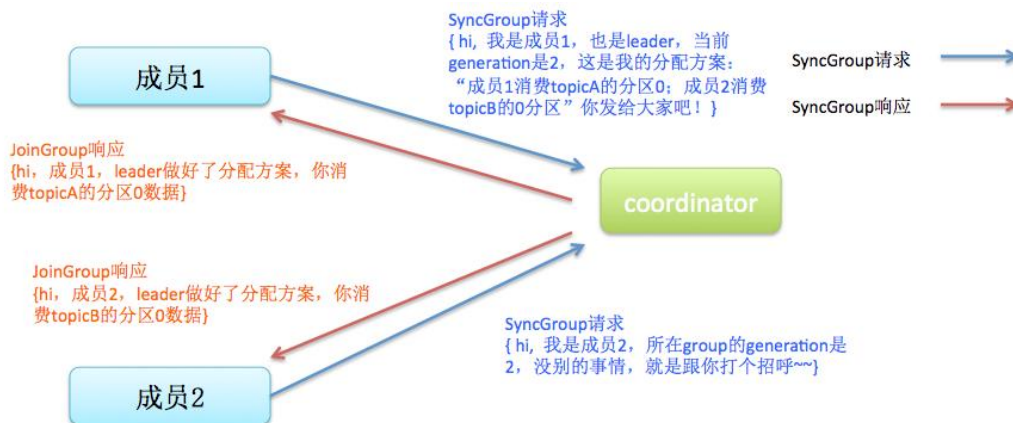 SyncGroup请求
{ hi, 我是成员1，也是leader，当前
generation是2，这是我的分配方案：
“成员1消费topicA的分区0；成员2消费
topicB的0分区”你发给大家吧！}
SyncGroup请求
SyncGroup响应
成员1
JoinGroup响应
{hi，成员1，leader做好了分配方案，你消
费topicA的分区0数据}
coordinator
JoinGroup响应
{hi，成员2，leader做好了分配方案，你消
费topicB的分区0数据}
SyncGroup请求
{ hi, 我是成员2，所在group的generation是
2，没别的事情，就是跟你打个招呼~~}
成员2